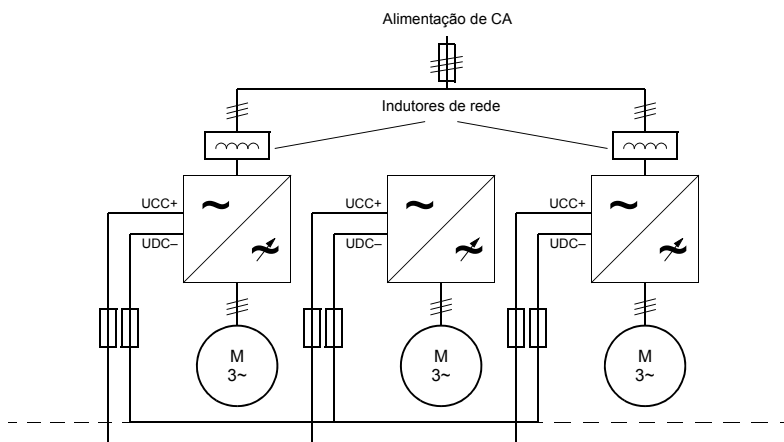 Alimentação de CA
Indutores de rede
UCC+
UCC+
UCC+
UDC–
UDC–
UDC–
M
3~
M
3~
M
3~